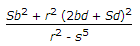 Sb² + r² (2bd + Sd)²
r² - s⁵